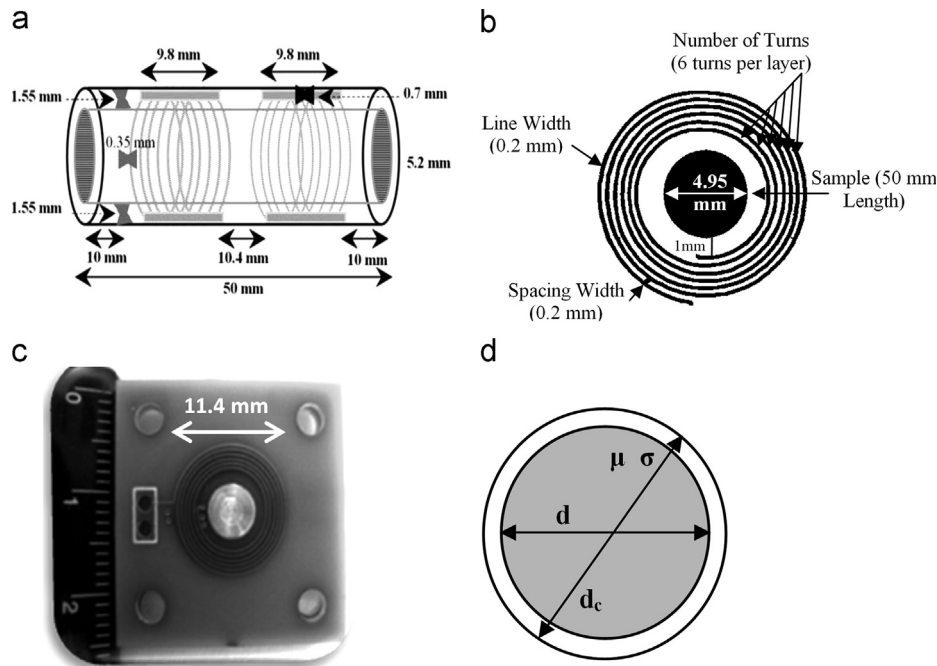 a
9.8 mm
9.8 mm
1.55 mm
0.7 mm
0.35 mm
5.2 mm
1.55 mm
10 mm
10.4 mm
10 mm
50 mm
b
Number of Turns
(6 turns per layer)
Line Width
(0.2 mm)
4.95
mm
Sample (50 mm
Length)
1mm
Spacing Width
(0.2 mm)
c
11.4 mm
0
1
2
d
μ σ
d
dc